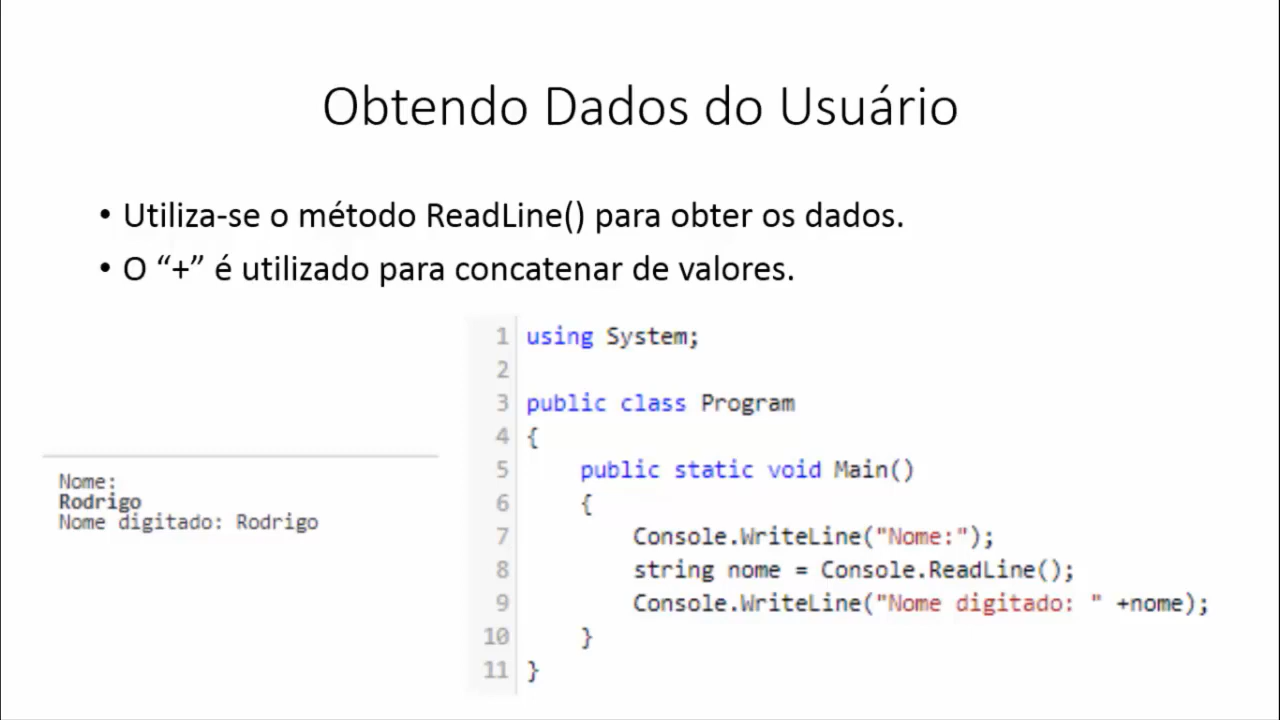 Obtendo Dados do Usuário
• Utiliza-se o método ReadLine() para obter os dados.
• O “+” é utilizado para concatenar de valores.
Nome:
Rodrigo
Nome digitado: Rodrigo
1 using System;
2
3 public class Program
4 {
5     public static void Main()
6     {
7         Console.WriteLine("Nome:");
8         string nome = Console.ReadLine();
9         Console.WriteLine("Nome digitado: " +nome);
10     }
11 }